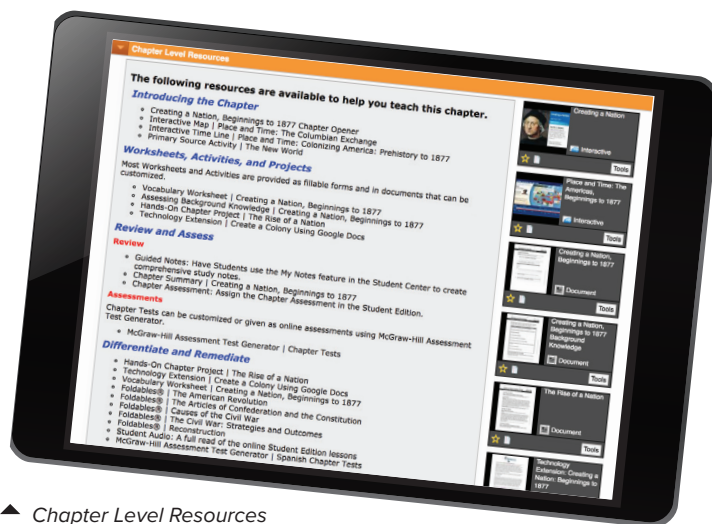 Chapter Level Resources
The following resources are available to help you teach this chapter.
Introducing the Chapter
Creating a Nation, Beginnings to 1877 Chapter Opener
Interactive Map | Place and Time: The Columbian Exchange
Interactive Time Line | Place and Time: Colonizing America: Prehistory to 1877
Primary Source Activity | The New World
Worksheets, Activities, and Projects
Most Worksheets and Activities are provided as fillable forms and in documents that can be
customized.
Vocabulary Worksheet | Creating a Nation, Beginnings to 1877
Assessing Background Knowledge | Creating a Nation, Beginnings to 1877
Hands-On Chapter Project | The Rise of a Nation
Technology Extension | Create a Colony Using Google Docs
Review and Assess
Review
Guided Notes: Have Students use the My Notes feature in the Student Center to create
comprehensive study notes.
Chapter Summary | Creating a Nation, Beginnings to 1877
Chapter Assessment: Assign the Chapter Assessment in the Student Edition.
Assessments
Chapter Tests can be customized or given as online assessments using McGraw-Hill Assessment
Test Generator.
McGraw-Hill Assessment Test Generator | Chapter Tests
Differentiate and Remediate
Hands-On Chapter Project | The Rise of a Nation
Technology Extension | Create a Colony Using Google Docs
Vocabulary Worksheet | Creating a Nation, Beginnings to 1877
Foldables® | The American Revolution
Foldables® | The Articles of Confederation and the Constitution
Foldables® | Causes of the Civil War
Foldables® | The Civil War: Strategies and Outcomes
Foldables® | Reconstruction
Student Audio: A full read of the online Student Edition lessons
McGraw-Hill Assessment Test Generator | Spanish Chapter Tests
Creating a Nation
Interactive
Tools
Place and Time: The
Americas,
Beginnings to 1877
Interactive
Tools
Creating a Nation,
Beginnings to 1877
Document
Tools
Creating a Nation,
Beginnings to 1877
Background
Knowledge
Document
Tools
The Rise of a Nation
Document
Tools
Technology
Extension: Creating a
Nation: Beginnings to
1877
Chapter Level Resources